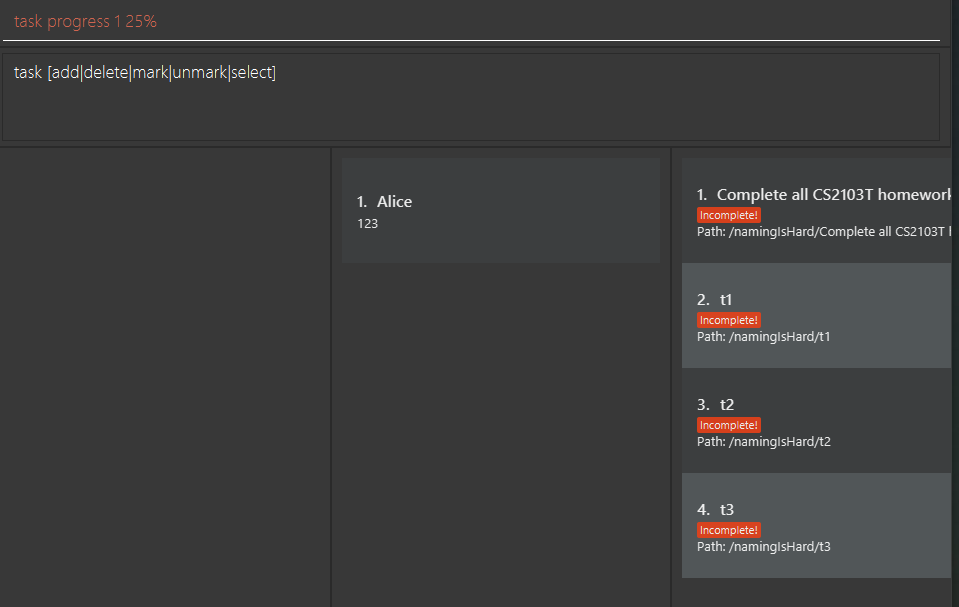 task progress 1 25%
task [add|delete|mark|unmark|select]
1. Alice
123
1. Complete all CS2103T homework
Incomplete!
Path: /namingIsHard/Complete all CS2103T
2. t1
Incomplete!
Path: /namingIsHard/t1
3. t2
Incomplete!
Path: /namingIsHard/t2
4. t3
Incomplete!
Path: /namingIsHard/t3